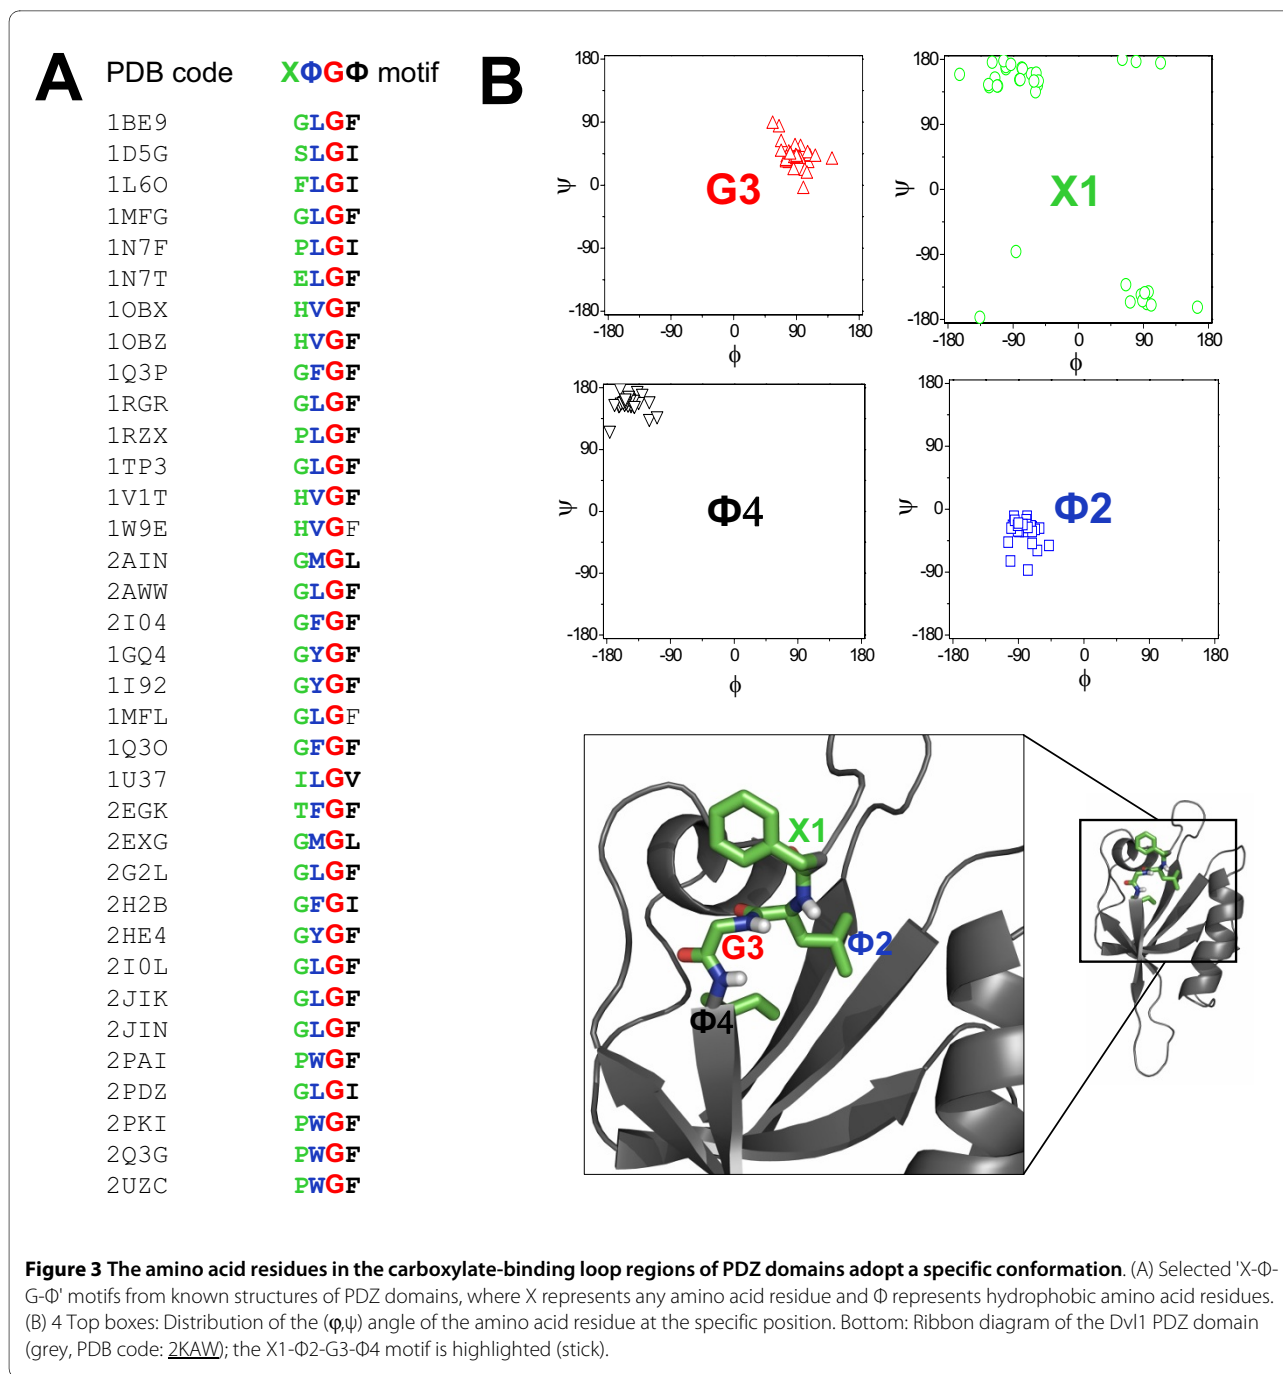 A PDB code XΦGΦ motif
1BE9 GLGF
1D5G SLGI
1L6O FLGI
1MFG GLGF
1N7F PLGI
1N7T ELGF
1OBX HVGF
1OBZ HVGF
1Q3P GFGF
1RGR GLGF
1RZX PLGF
1TP3 GLGF
1V1T HVGF
1W9E HVGF
2AIN GMGL
2AWW GLGF
2I04 GFGF
1GQ4 GYGF
1I92 GYGF
1MFL GLGF
1Q3O GFGF
1U37 ILGV
2EGK TFGF
2EXG GMGL
2G2L GLGF
2H2B GFGI
2HE4 GYGF
2I0L GLGF
2JIK GLGF
2JIN GLGF
2PAI PWGF
2PDZ GLGI
2PKI PWGF
2Q3G PWGF
2UZC PWGF
B
180
90
0
-90
-180
ψ
G3
-180 -90 0 90 180
ϕ
180
90
0
-90
-180
ψ
X1
-180 -90 0 90 180
ϕ
180
90
0
-90
-180
ψ
Φ4
-180 -90 0 90 180
ϕ
180
90
0
-90
-180
ψ
Φ2
-180 -90 0 90 180
ϕ
X1
G3
Φ2
Φ4
Figure 3 The amino acid residues in the carboxylate-binding loop regions of PDZ domains adopt a specific conformation. (A) Selected 'X-Φ-
G-Φ' motifs from known structures of PDZ domains, where X represents any amino acid residue and Φ represents hydrophobic amino acid residues.
(B) 4 Top boxes: Distribution of the (φ,ψ) angle of the amino acid residue at the specific position. Bottom: Ribbon diagram of the Dvl1 PDZ domain
(grey, PDB code: 2KAW); the X1-Φ2-G3-Φ4 motif is highlighted (stick).